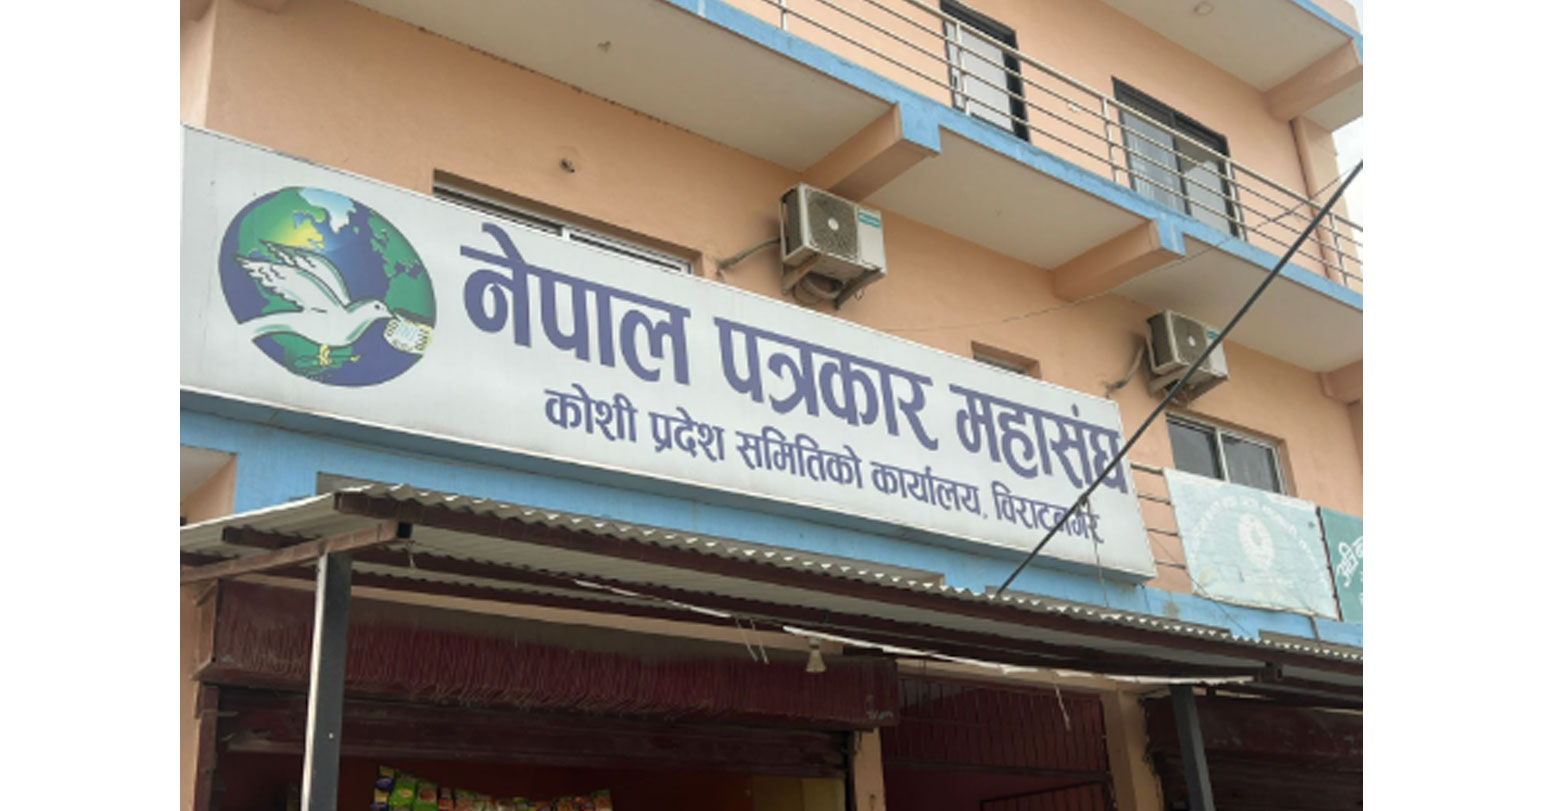 नेपाल पत्रकार महासंघ
कोशी प्रदेश समितिको कार्यालय, विराटनगर